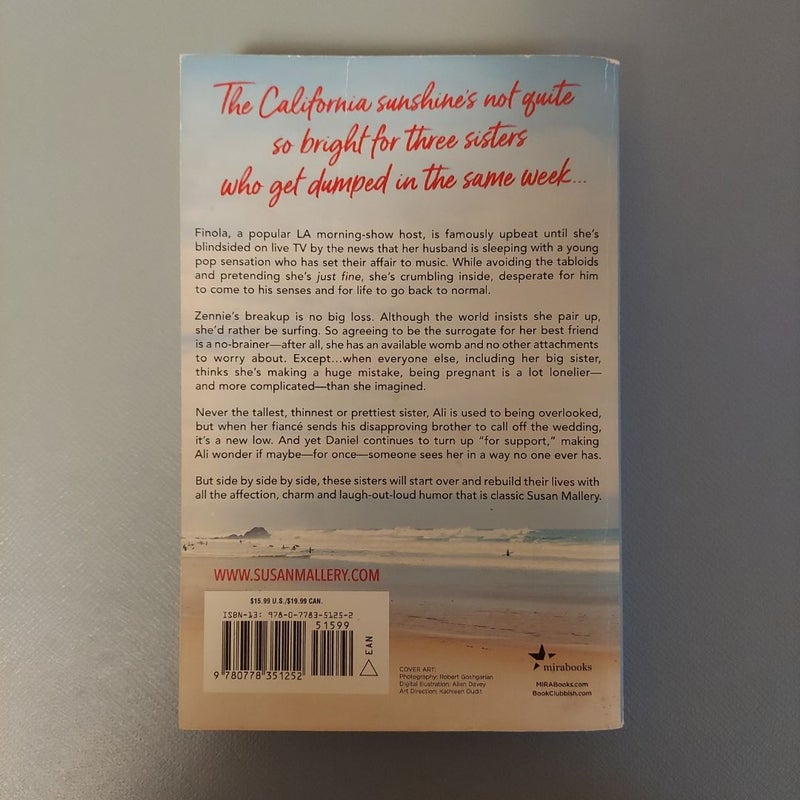 The California sunshine's not quite
so bright for three sisters
who get dumped in the same week...
Finola, a popular LA morning-show host, is famously upbeat until she's
blindsided on live TV by the news that her husband is sleeping with a young
pop sensation who has set their affair to music. While avoiding the tabloids
and pretending she's just fine, she's crumbling inside, desperate for him
to come to his senses and for life to go back to normal.
Zennie's breakup is no big loss. Although the world insists she pair up,
she'd rather be surfing. So agreeing to be the surrogate for her best friend
is a no-brainer—after all, she has an available womb and no other attachments
to worry about. Except...when everyone else, including her big sister,
thinks she's making a huge mistake, being pregnant is a lot lonelier—
and more complicated—than she imagined.
Never the tallest, thinnest or prettiest sister, Ali is used to being overlooked,
but when her fiancé sends his disapproving brother to call off the wedding,
it's a new low. And yet Daniel continues to turn up "for support," making
Ali wonder if maybe—for once—someone sees her in a way no one ever has.
But side by side by side, these sisters will start over and rebuild their lives with
all the affection, charm and laugh-out-loud humor that is classic Susan Mallery.
WWW.SUSANMALLERY.COM
$15.99 U.S./$19.99 CAN.
ISBN-13: 978-0-7783-5125-2
51599
EAN
9 780778 351252
COVER ART:
Photography: Robert Goshgarian
Digital Illustration: Allan Davey
Art Direction: Kathleen Oudit
mirabooks
MIRABooks.com
BookClubbish.com